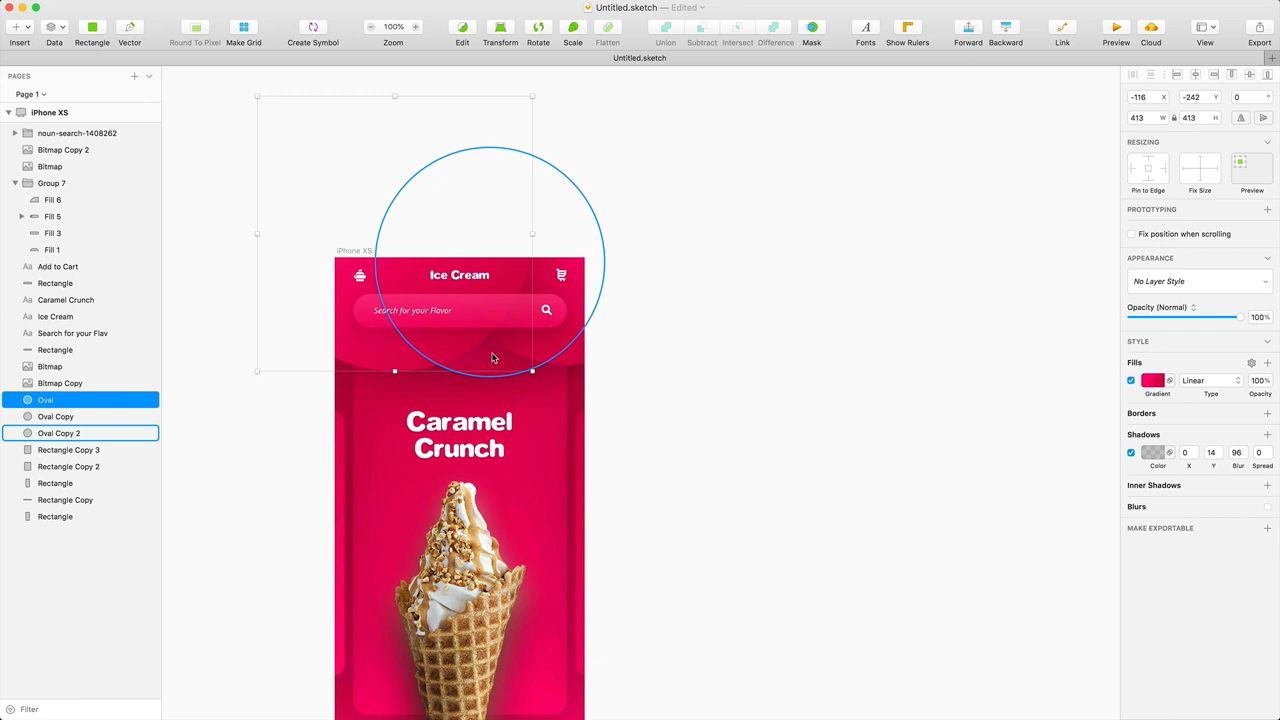 Untitled.sketch — Edited
Insert
Data
Rectangle
Vector
Round To Pixel
Make Grid
Create Symbol
100%
Zoom
Edit
Transform
Rotate
Scale
Flatten
Union
Subtract
Intersect
Difference
Mask
Fonts
Show Rulers
Forward
Backward
Link
Preview
Cloud
View
Export
Untitled.sketch
PAGES
Page 1
iPhone XS
noun-search-1408262
Bitmap Copy 2
Bitmap
Group 7
Fill 6
Fill 5
Fill 3
Fill 1
Aa Add to Cart
Rectangle
Aa Caramel Crunch
Aa Ice Cream
Aa Search for your Flav
Rectangle
Bitmap
Bitmap Copy
Oval
Oval Copy
Oval Copy 2
Rectangle Copy 3
Rectangle Copy 2
Rectangle
Rectangle Copy
Rectangle
Filter
iPhone XS
Ice Cream
Search for your Flavor
Caramel
Crunch
-116 X -242 Y 0 °
413 W 413 H
RESIZING
Pin to Edge
Fix Size
Preview
PROTOTYPING
Fix position when scrolling
APPEARANCE
No Layer Style
Opacity (Normal)
100%
STYLE
Fills
Linear 100%
Gradient Type Opacity
Borders
Shadows
0 14 96 0
Color X Y Blur Spread
Inner Shadows
Blurs
MAKE EXPORTABLE